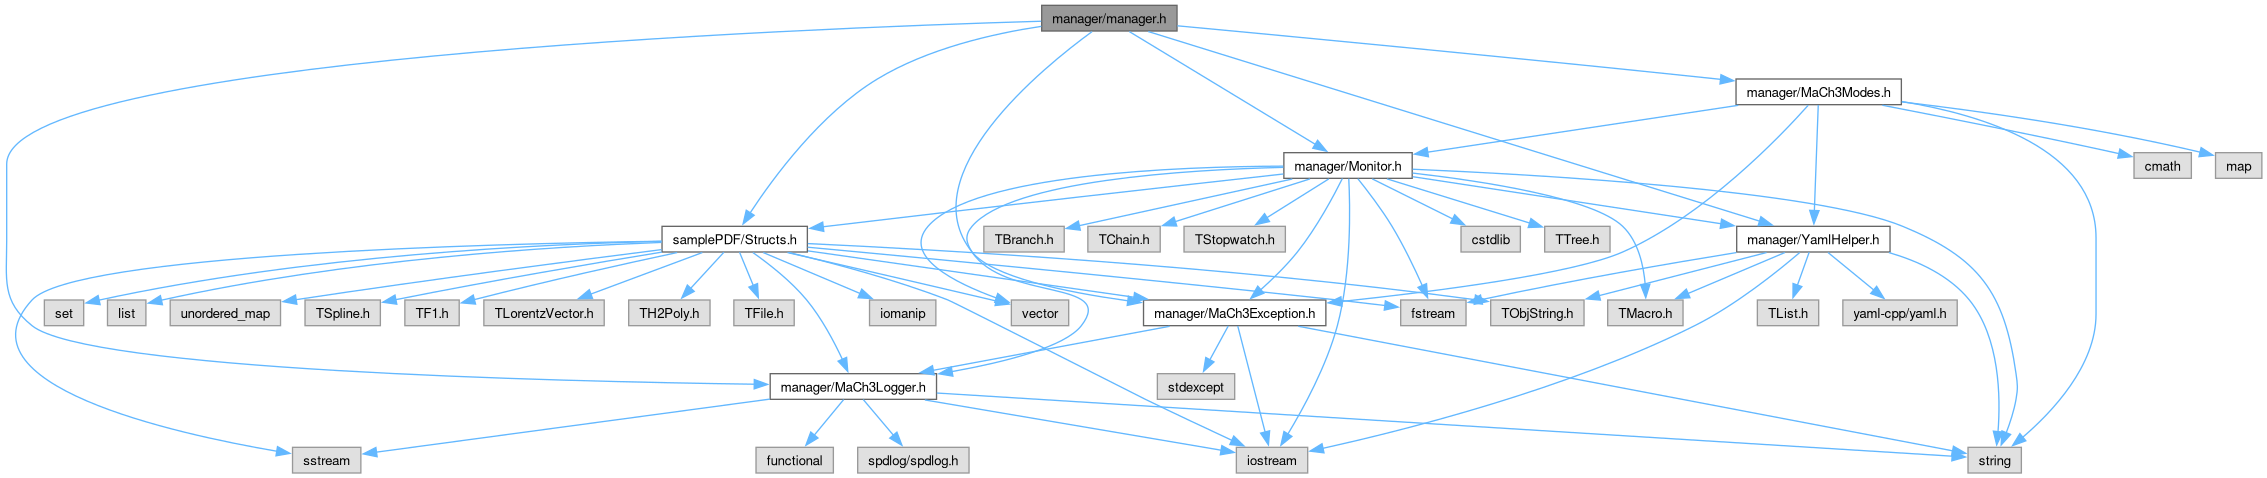 manager/manager.h
manager/MaCh3Modes.h
manager/Monitor.h
cmath
map
samplePDF/Structs.h
TBranch.h
TChain.h
TStopwatch.h
cstdlib
TTree.h
manager/YamlHelper.h
set
list
unordered_map
TSpline.h
TF1.h
TLorentzVector.h
TH2Poly.h
TFile.h
iomanip
vector
manager/MaCh3Exception.h
fstream
TObjString.h
TMacro.h
TList.h
yaml-cpp/yaml.h
manager/MaCh3Logger.h
stdexcept
sstream
functional
spdlog/spdlog.h
iostream
string